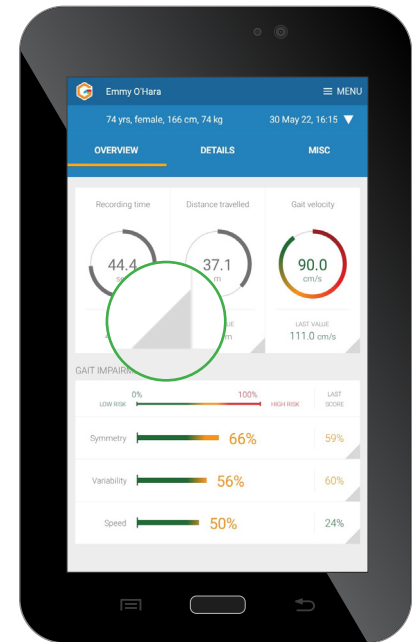 Emmy O'Hara
MENU
74 yrs, female, 166 cm, 74 kg
30 May 22, 16:15
OVERVIEW
DETAILS
MISC
Recording time
Distance travelled
Gait velocity
44.4
37.1
m
90.0
cm/s
LAST VALUE
111.0 cm/s
0%
100%
LAST
LOW RISK
HIGH RISK
SCORE
Symmetry
66%
59%
Variability
56%
60%
Speed
50%
24%